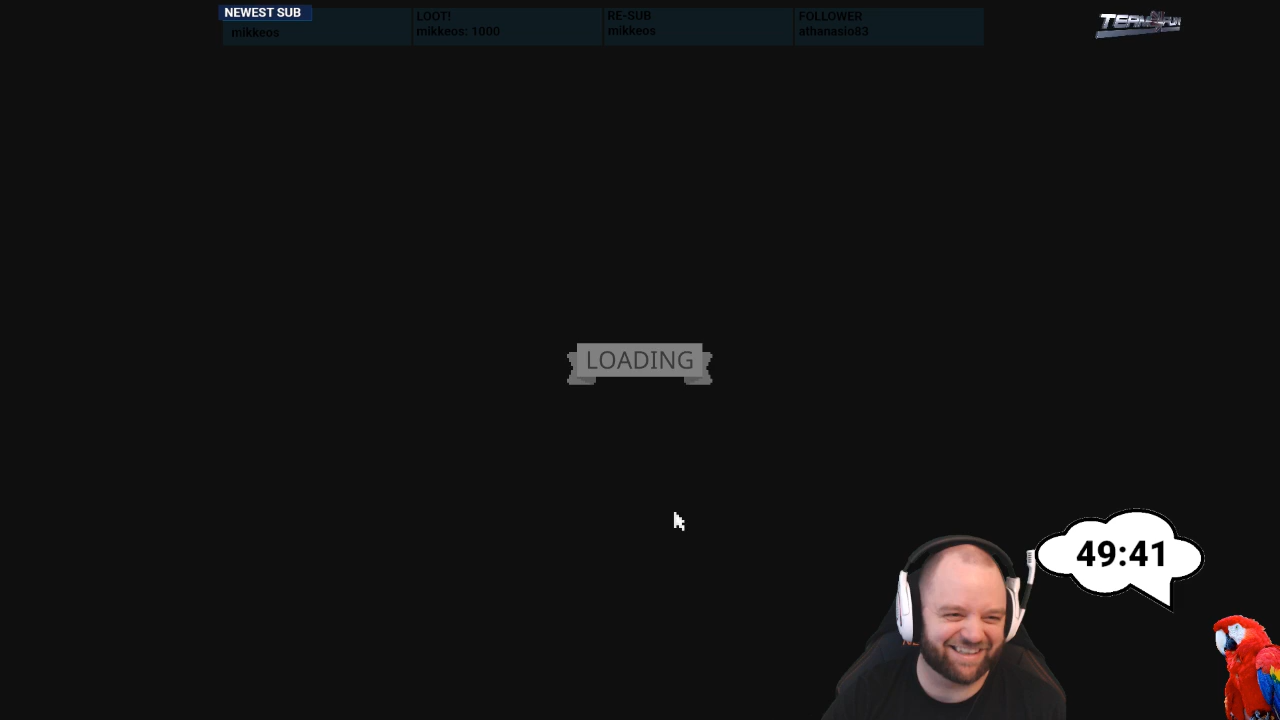 NEWEST SUB
mikkeos
LOOT!
mikkeos: 1000
RE-SUB
mikkeos
FOLLOWER
athanasio83
LOADING
49:41